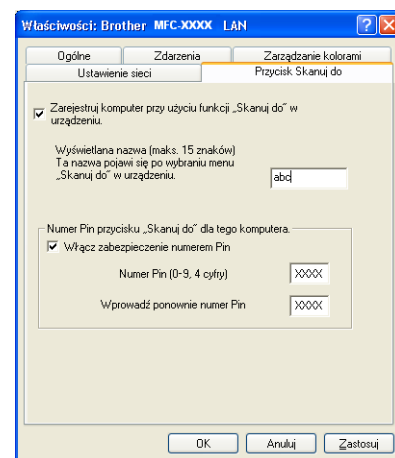 Właściwości: Brother MFC-XXXX LAN
Ogólne Zdarzenia Zarządzanie kolorami
Ustawienie sieci Przycisk Skanuj do
Zarejestruj komputer przy użyciu funkcji „Skanuj do” w
urządzeniu.
Wyświetlana nazwa (maks. 15 znaków)
Ta nazwa pojawi się po wybraniu menu
„Skanuj do” w urządzeniu.
abc
Numer Pin przycisku „Skanuj do” dla tego komputera.
Włącz zabezpieczenie numerem Pin
Numer Pin (0-9, 4 cyfry) XXXX
Wprowadź ponownie numer Pin XXXX
OK Anuluj Zastosuj